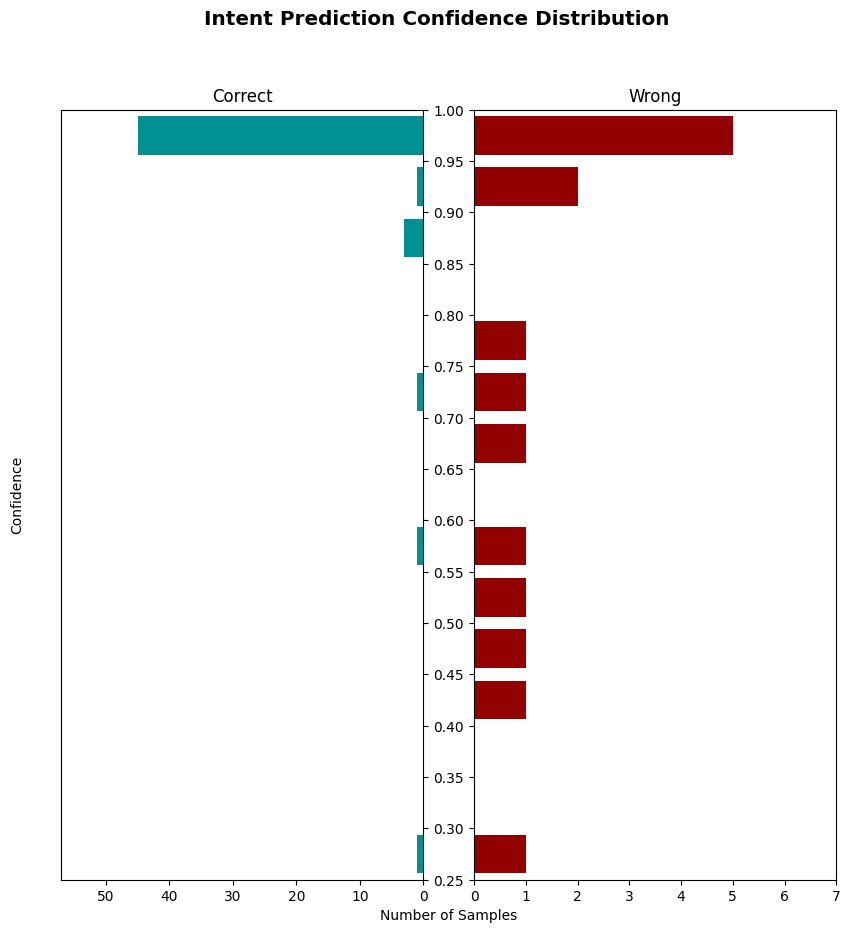 Intent Prediction Confidence Distribution
Correct
Wrong
1.00
0.95
0.90
0.85
0.80
0.75
0.70
0.65
0.60
0.55
0.50
0.45
0.40
0.35
0.30
0.25
Confidence
50 40 30 20 10 0
0 1 2 3 4 5 6 7
Number of Samples